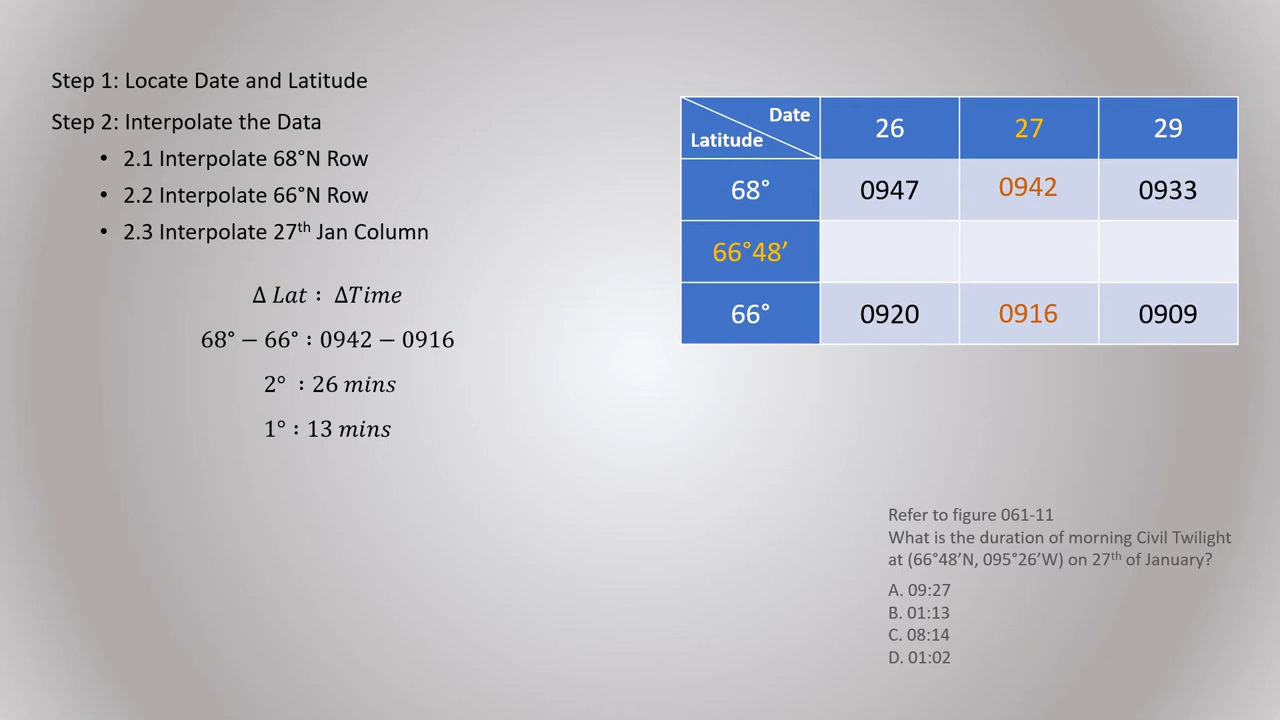 Step 1: Locate Date and Latitude
Step 2: Interpolate the Data
• 2.1 Interpolate 68°N Row
• 2.2 Interpolate 66°N Row
• 2.3 Interpolate 27th Jan Column
Δ Lat : ΔTime
68° − 66° : 0942 − 0916
2° : 26 mins
1° : 13 mins
Date
Latitude
26 27 29
68° 0947 0942 0933
66°48’
66° 0920 0916 0909
Refer to figure 061-11
What is the duration of morning Civil Twilight
at (66°48’N, 095°26’W) on 27th of January?
A. 09:27
B. 01:13
C. 08:14
D. 01:02